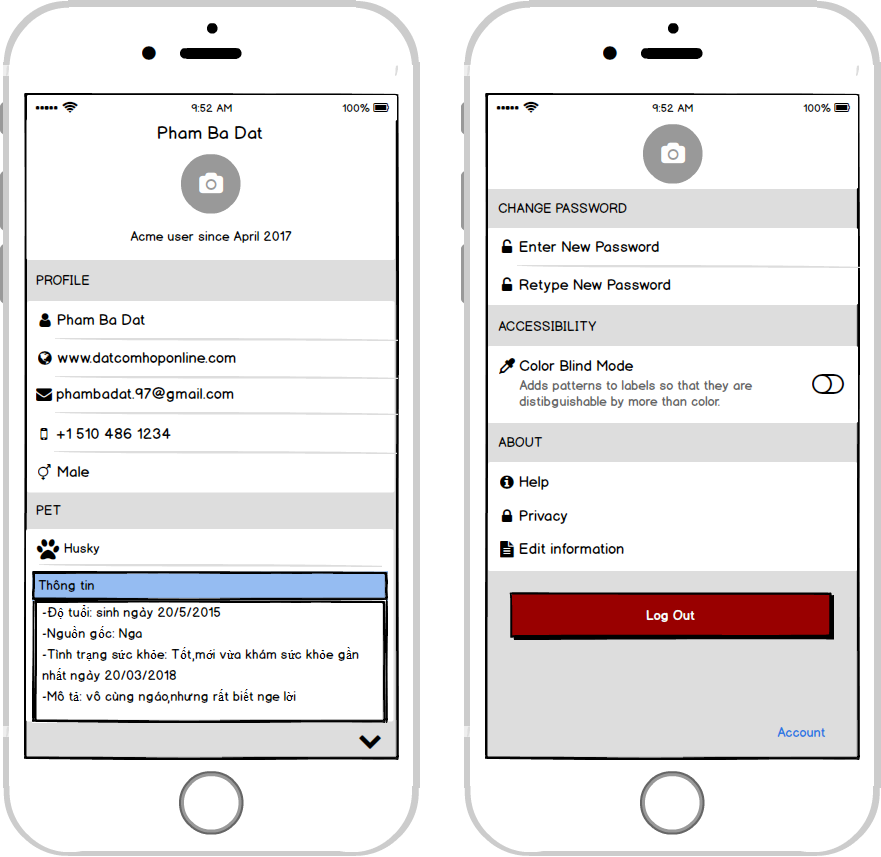 9:52 AM
100%
Pham Ba Dat
Acme user since April 2017
PROFILE
Pham Ba Dat
www.datcomhoponline.com
phambadat.97@gmail.com
+1 510 486 1234
Male
PET
Husky
Thông tin
-Độ tuổi: sinh ngày 20/5/2015
-Nguồn gốc: Nga
-Tình trạng sức khỏe: Tốt,mới vừa khám sức khỏe gần
nhất ngày 20/03/2018
-Mô tả: vô cùng ngáo,nhưng rất biết nge lời
9:52 AM
100%
CHANGE PASSWORD
Enter New Password
Retype New Password
ACCESSIBILITY
Color Blind Mode
Adds patterns to labels so that they are
distibguishable by more than color.
ABOUT
Help
Privacy
Edit information
Log Out
Account